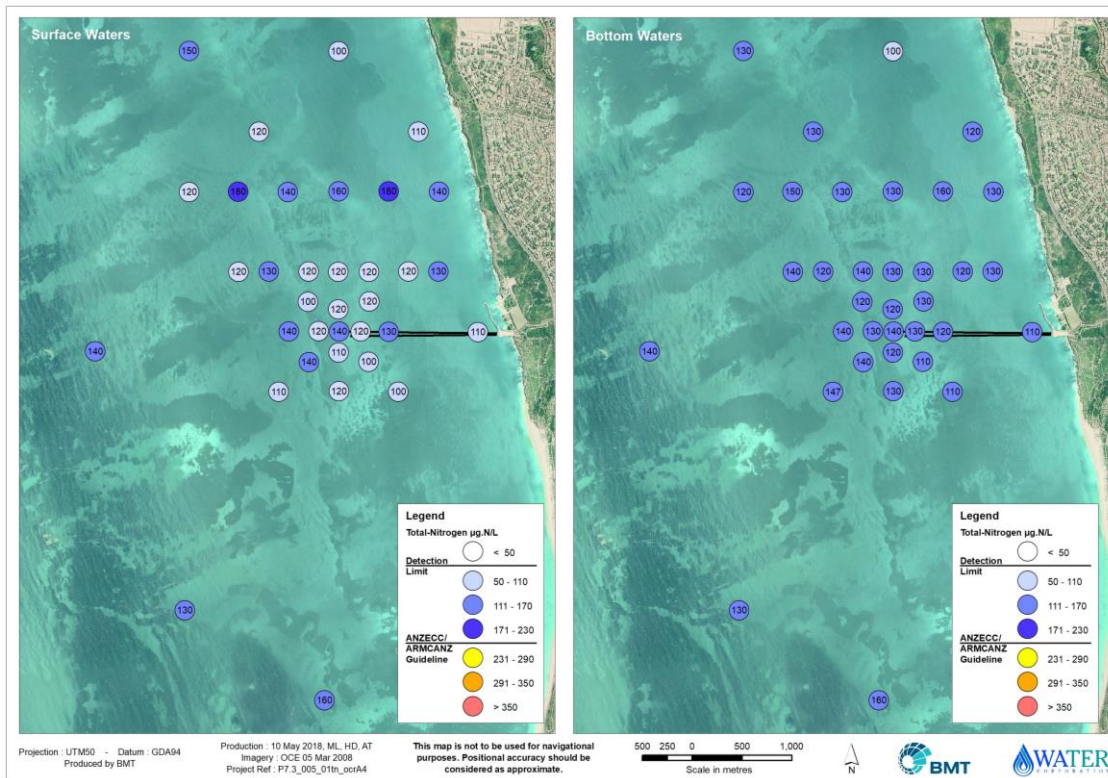 Surface Waters
150
100
120
110
120
180
140
160
180
140
120
130
120
120
120
120
130
100
120
120
140
120
140
120
130
110
140
110
140
100
110
120
100
130
160
Legend
Total-Nitrogen µg.N/L
< 50
Detection
Limit
50 - 110
111 - 170
171 - 230
ANZECC/
ARMCANZ
Guideline
231 - 290
291 - 350
> 350
Bottom Waters
130
100
130
120
120
150
130
130
160
130
140
120
140
130
130
120
130
120
120
130
140
130
140
130
120
110
140
120
140
110
147
130
110
130
160
Legend
Total-Nitrogen µg.N/L
< 50
Detection
Limit
50 - 110
111 - 170
171 - 230
ANZECC/
ARMCANZ
Guideline
231 - 290
291 - 350
> 350
Projection : UTM50 - Datum : GDA94
Produced by BMT
Production : 10 May 2018, ML, HD, AT
Imagery : OCE 05 Mar 2008
Project Ref : P7.3_005_01tn_ocrA4
This map is not to be used for navigational
purposes. Positional accuracy should be
considered as approximate.
500 250 0 500 1,000
Scale in metres
N
BMT
WATER
CORPORATION